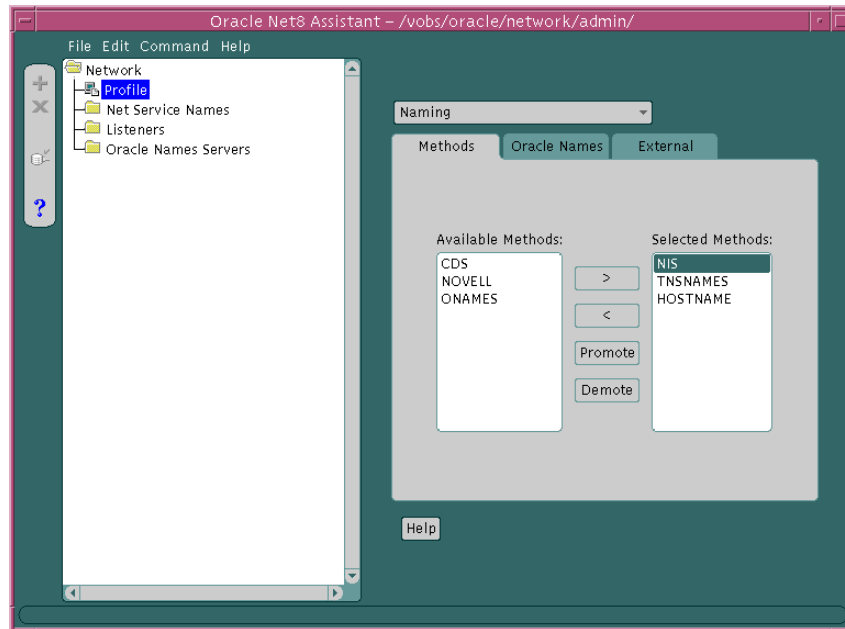 Oracle Net8 Assistant – /vobs/oracle/network/admin/
File Edit Command Help
Network
Profile
Net Service Names
Listeners
Oracle Names Servers
?
Naming
Methods Oracle Names External
Available Methods:
CDS
NOVELL
ONAMES
>
<
Promote
Demote
Selected Methods:
NIS
TNSNAMES
HOSTNAME
Help